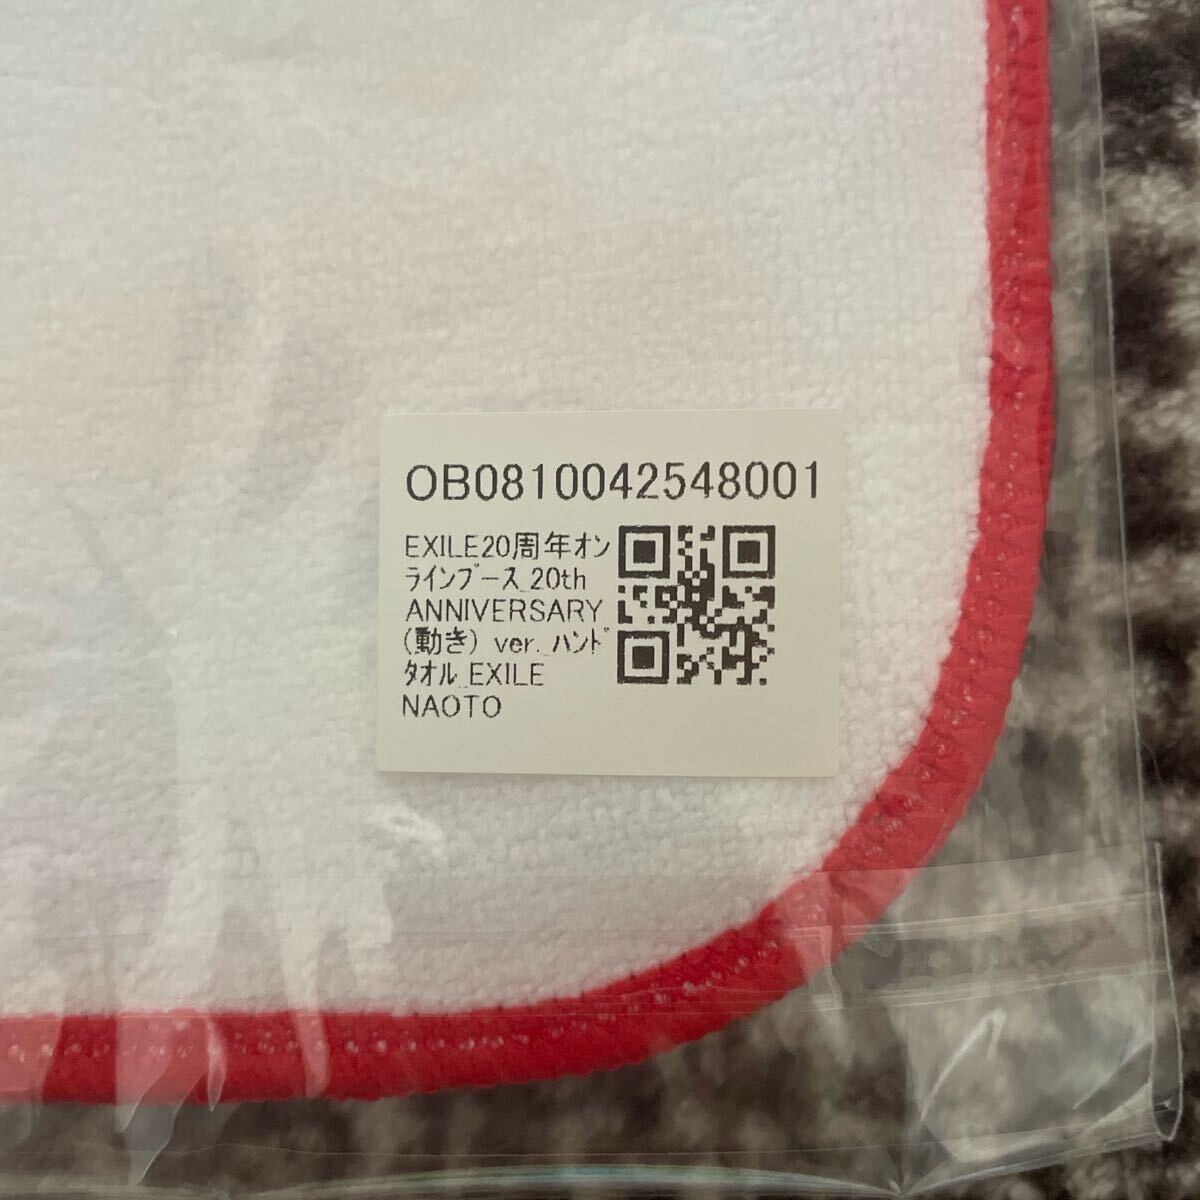 OB0810042548001
EXILE20周年ｵﾝ
ﾗｲﾝﾌﾞｰｽ_20th
ANNIVERSARY
(動き) ver._ﾊﾝﾄﾞ
ﾀｵﾙ_EXILE
NAOTO